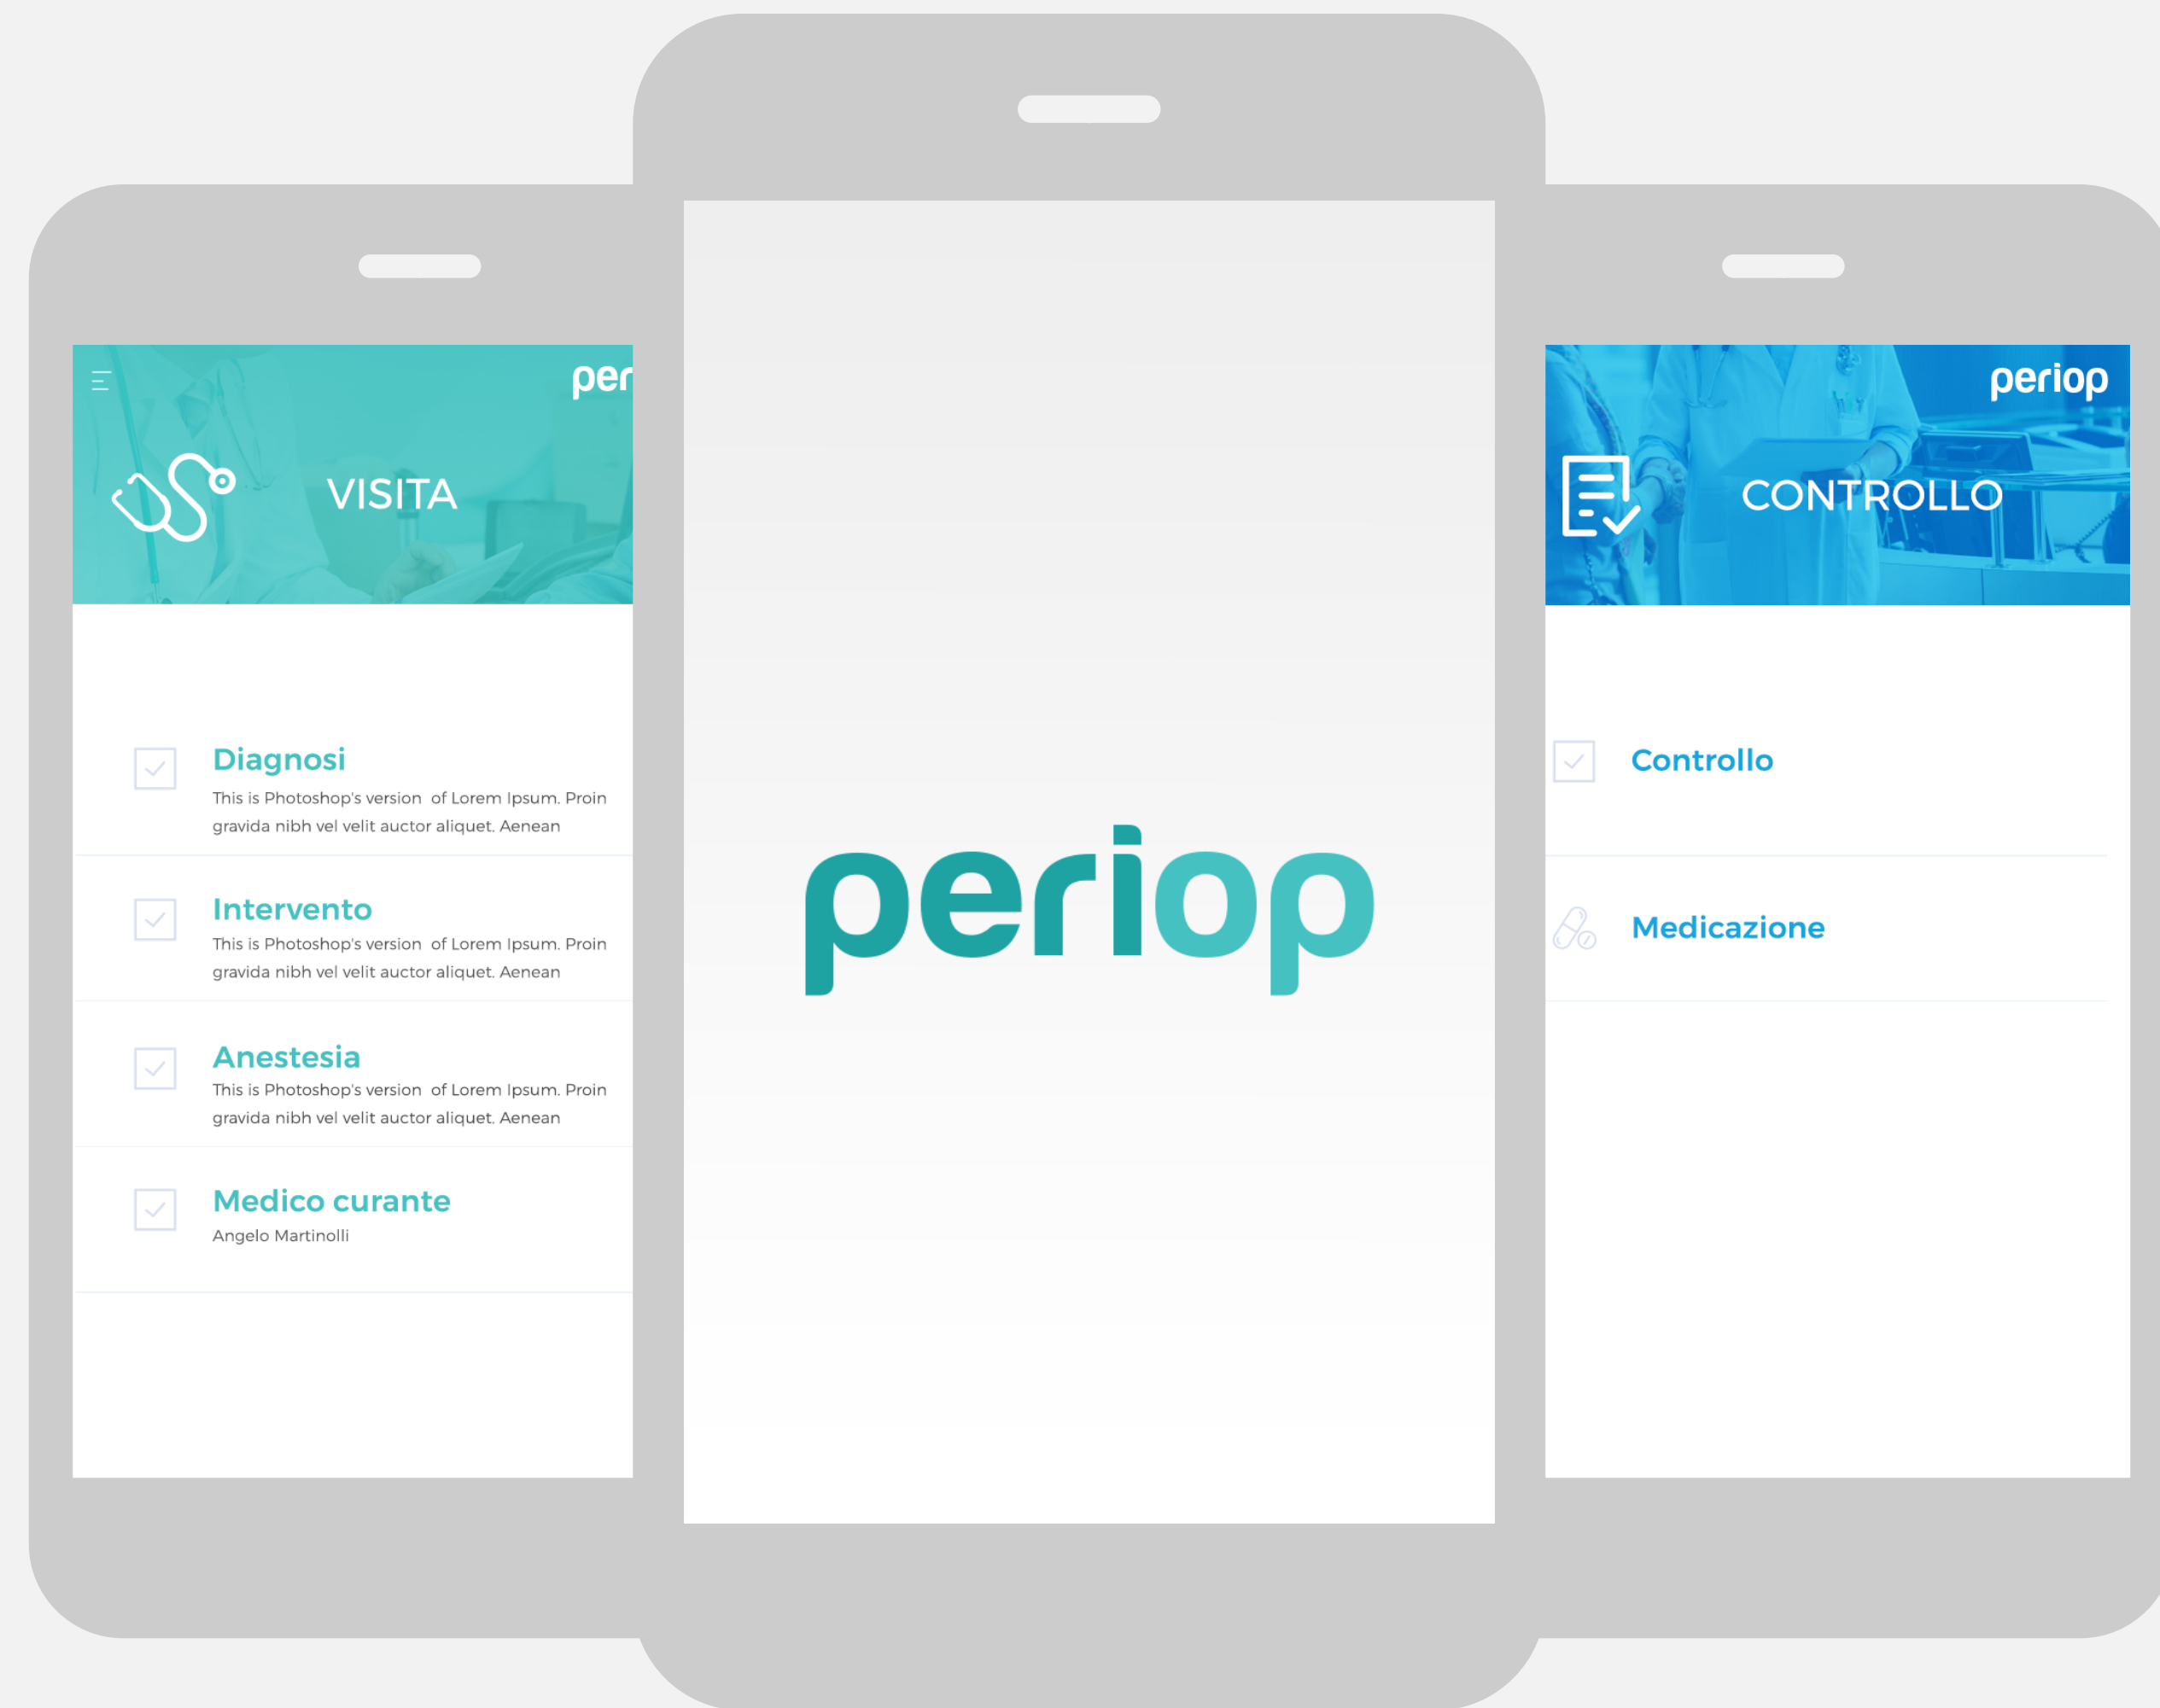 per
VISITA
Diagnosi
This is Photoshop's version  of Lorem Ipsum. Proin
gravida nibh vel velit auctor aliquet. Aenean
Intervento
This is Photoshop's version  of Lorem Ipsum. Proin
gravida nibh vel velit auctor aliquet. Aenean
Anestesia
This is Photoshop's version  of Lorem Ipsum. Proin
gravida nibh vel velit auctor aliquet. Aenean
Medico curante
Angelo Martinolli
periop
periop
CONTROLLO
Controllo
Medicazione